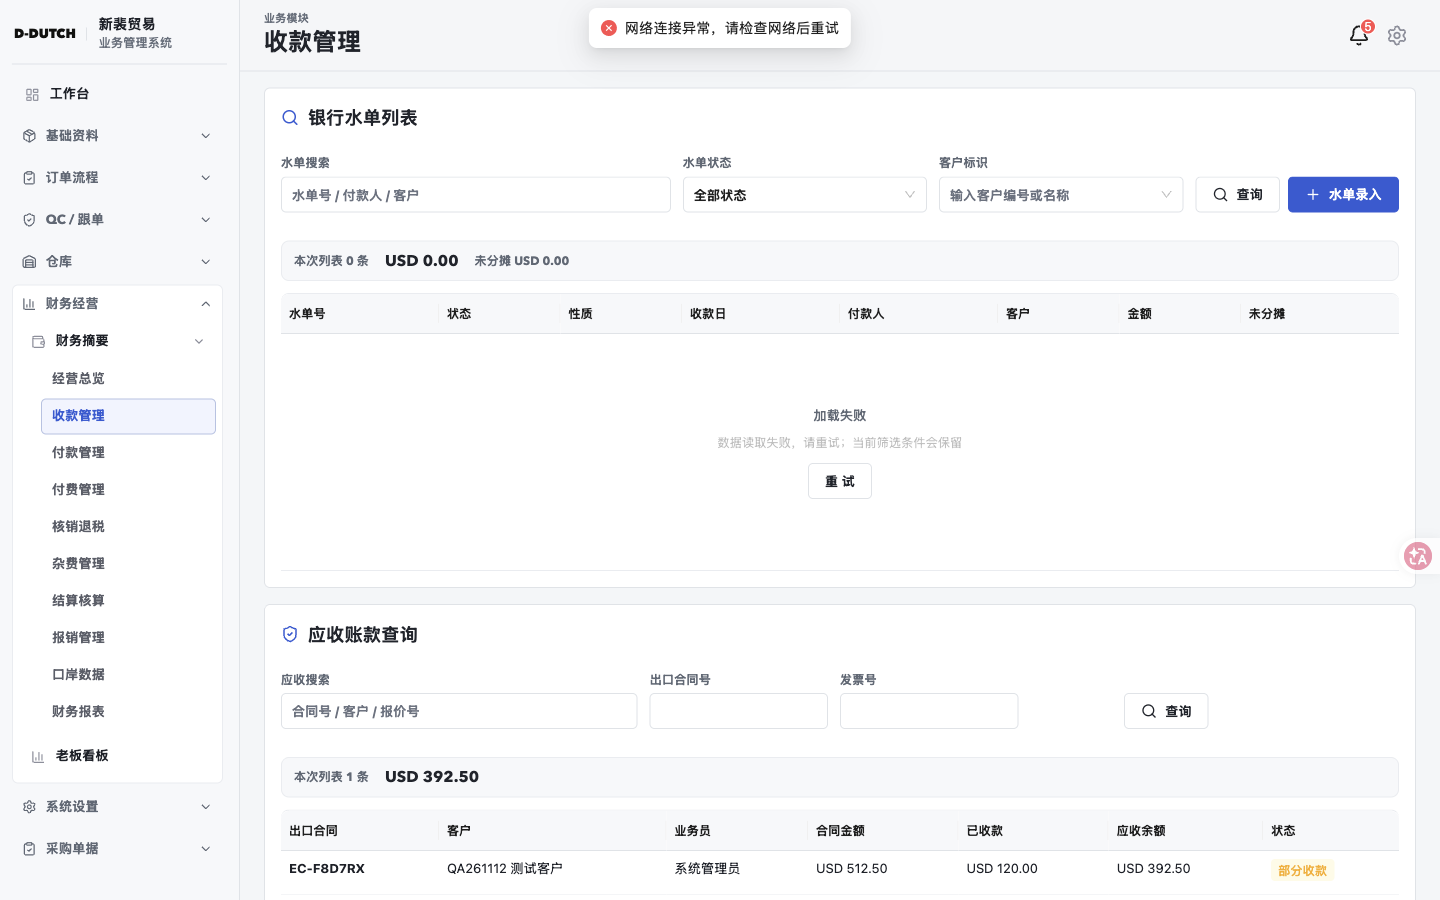 D-DUTCH
新裴贸易
业务管理系统
工作台
基础资料
订单流程
QC / 跟单
仓库
财务经营
财务摘要
经营总览
收款管理
付款管理
付费管理
核销退税
杂费管理
结算核算
报销管理
口岸数据
财务报表
老板看板
系统设置
采购单据
业务模块
收款管理
网络连接异常，请检查网络后重试
5
银行水单列表
水单搜索
水单状态
客户标识
水单号 / 付款人 / 客户
全部状态
输入客户编号或名称
查询
水单录入
本次列表 0 条 USD 0.00 未分摊 USD 0.00
水单号 状态 性质 收款日 付款人 客户 金额 未分摊
加载失败
数据读取失败，请重试；当前筛选条件会保留
重 试
应收账款查询
应收搜索
出口合同号
发票号
合同号 / 客户 / 报价号
查询
本次列表 1 条 USD 392.50
出口合同 客户 业务员 合同金额 已收款 应收余额 状态
EC-F8D7RX QA261112 测试客户 系统管理员 USD 512.50 USD 120.00 USD 392.50 部分收款